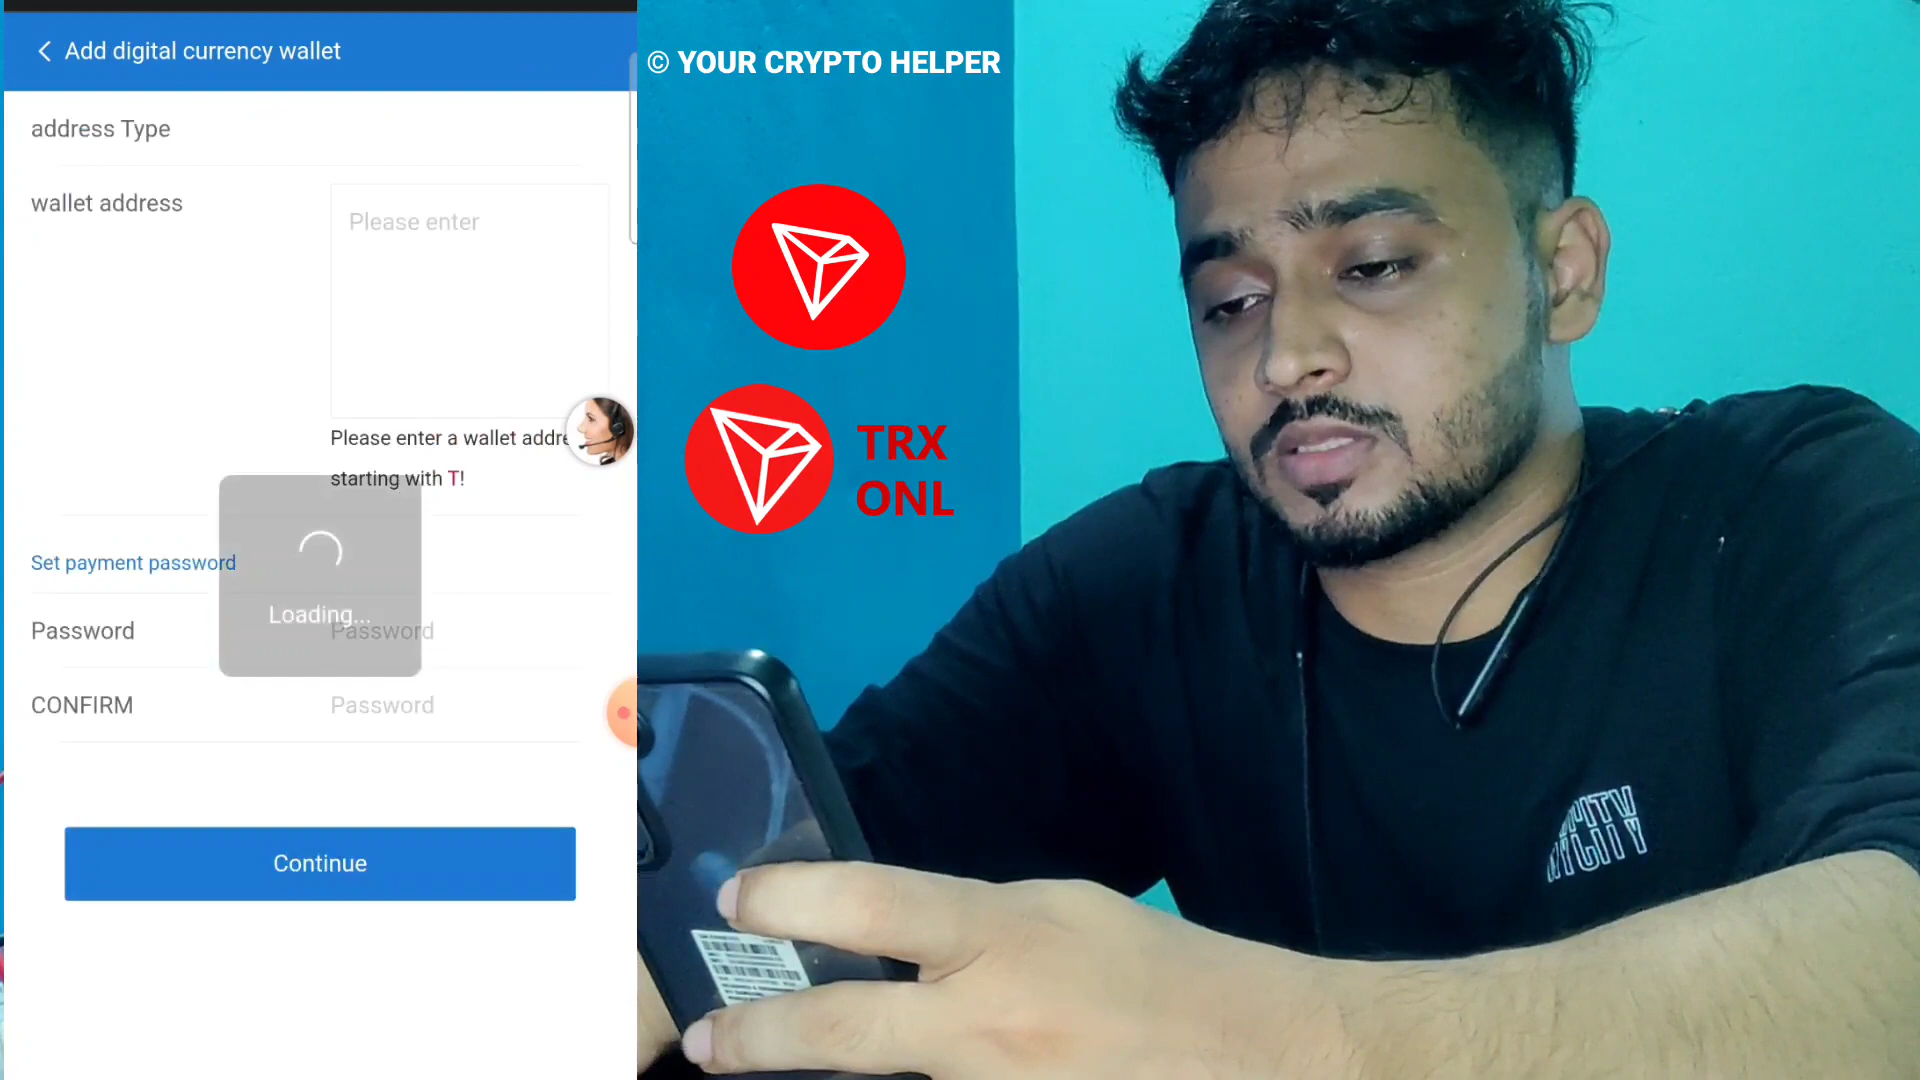 Add digital currency wallet
address Type
wallet address
Please enter
Please enter a wallet addre
starting with T!
Set payment password
Loading...
Password
Password
CONFIRM
Password
Continue
© YOUR CRYPTO HELPER
TRX
ONL